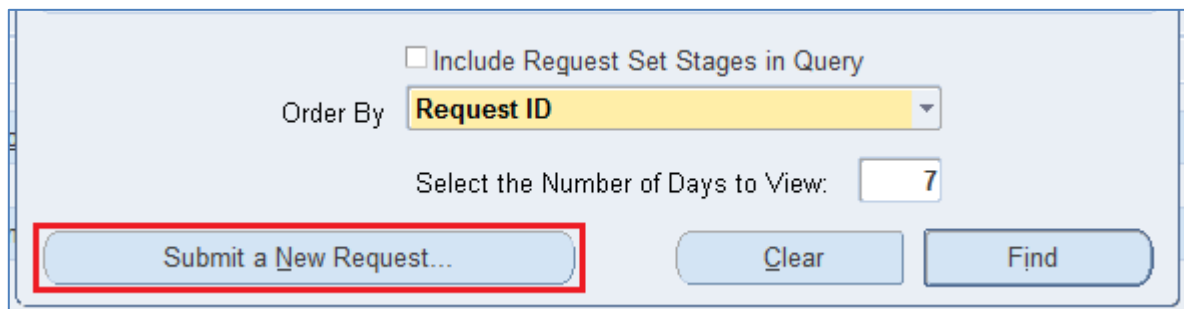 Include Request Set Stages in Query
Order By Request ID
Select the Number of Days to View: 7
Submit a New Request... Clear Find